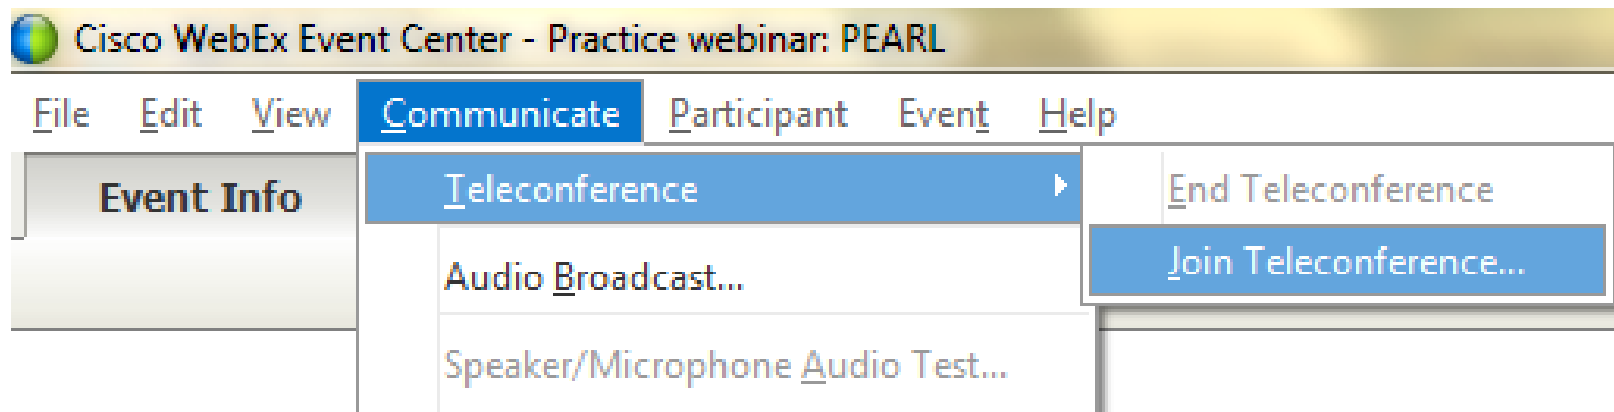 Cisco WebEx Event Center - Practice webinar: PEARL
File Edit View Communicate Participant Event Help
Event Info
Teleconference
End Teleconference
Join Teleconference...
Audio Broadcast...
Speaker/Microphone Audio Test...